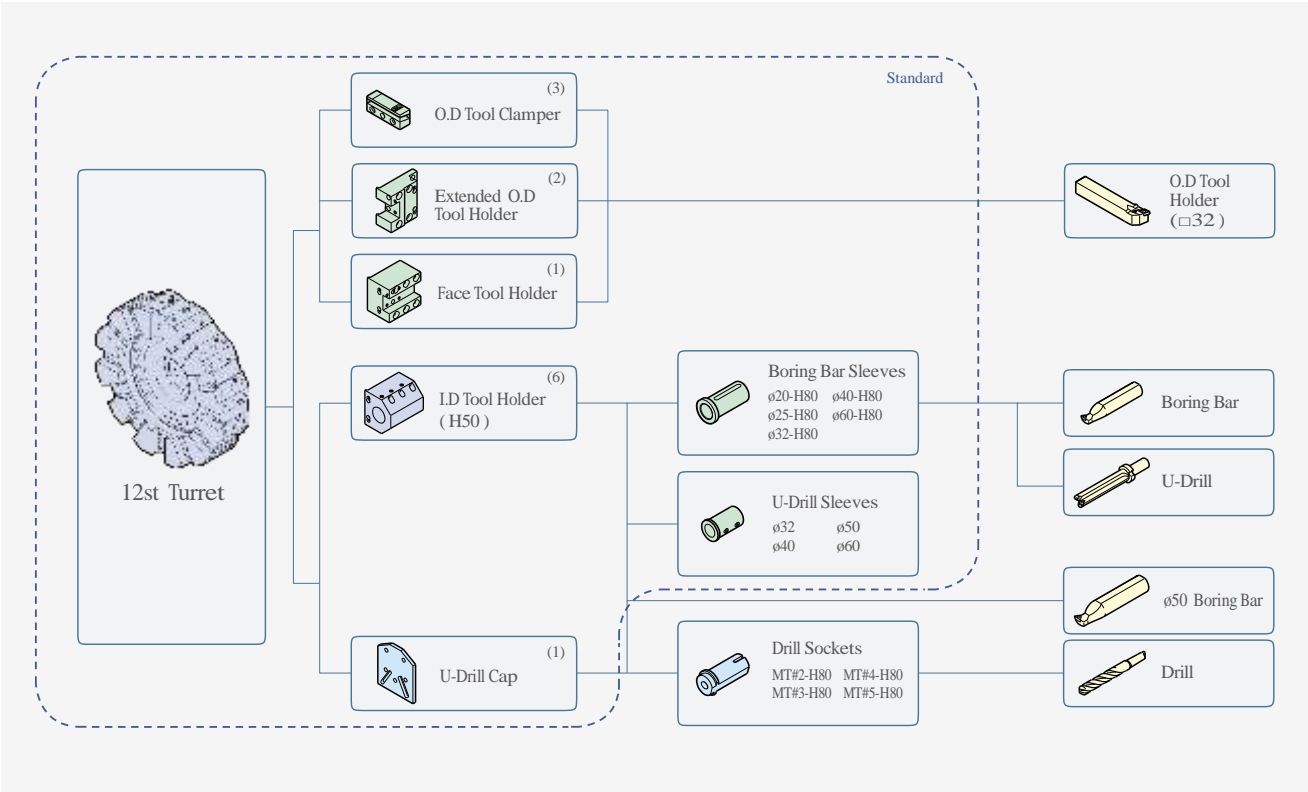 Standard
12st Turret
(3)
O.D Tool Clamper
(2)
Extended O.D
Tool Holder
(1)
Face Tool Holder
(6)
I.D Tool Holder
( H50 )
(1)
U-Drill Cap
Boring Bar Sleeves
ø20-H80 ø40-H80
ø25-H80 ø60-H80
ø32-H80
U-Drill Sleeves
ø32 ø50
ø40 ø60
Drill Sockets
MT#2-H80 MT#4-H80
MT#3-H80 MT#5-H80
O.D Tool
Holder
(□32 )
Boring Bar
U-Drill
ø50 Boring Bar
Drill